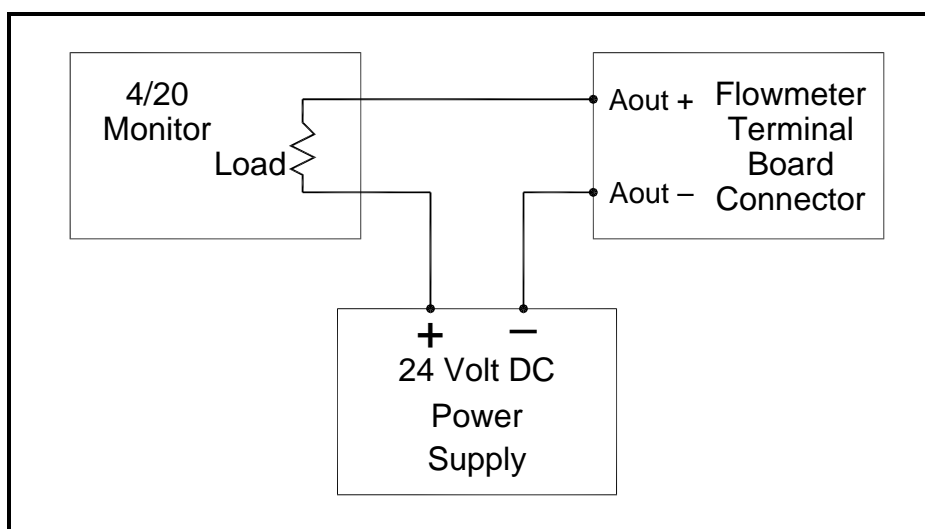 4/20
Monitor
Load
Aout +
Aout –
Flowmeter
Terminal
Board
Connector
+ –
24 Volt DC
Power
Supply